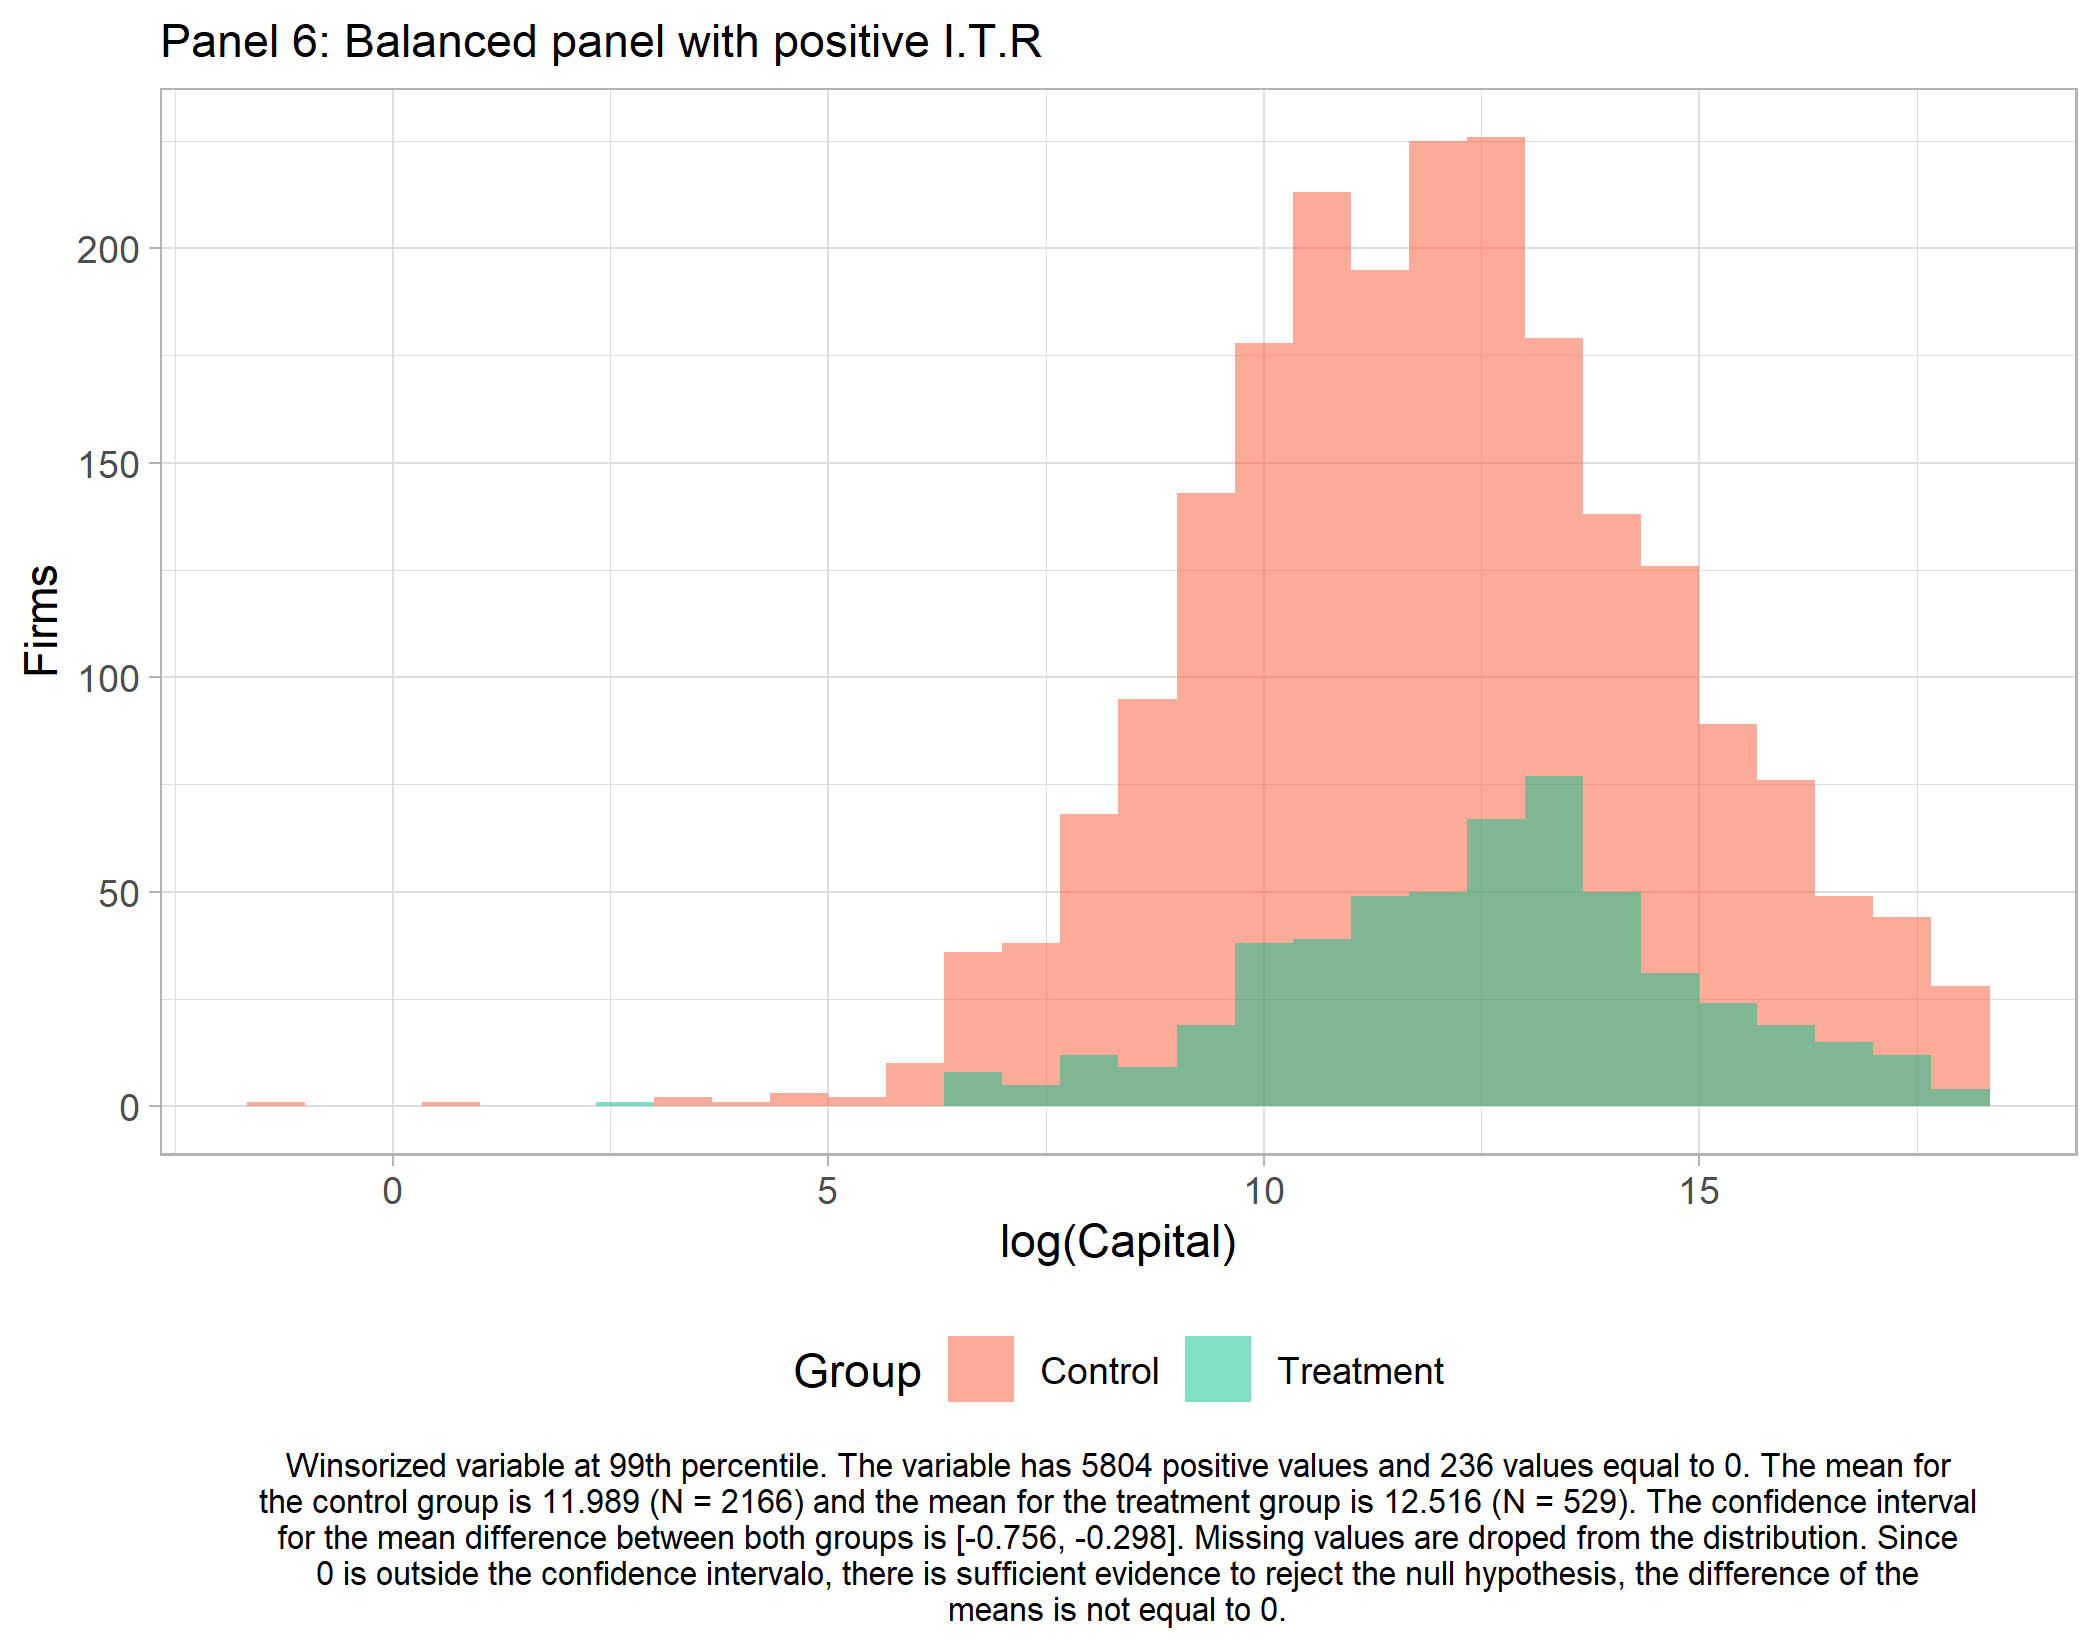 Panel 6: Balanced panel with positive I.T.R
200
150
100
50
0
Firms
0 5 10 15
log(Capital)
Group Control Treatment
Winsorized variable at 99th percentile. The variable has 5804 positive values and 236 values equal to 0. The mean for
the control group is 11.989 (N = 2166) and the mean for the treatment group is 12.516 (N = 529). The confidence interval
for the mean difference between both groups is [-0.756, -0.298]. Missing values are droped from the distribution. Since
0 is outside the confidence intervalo, there is sufficient evidence to reject the null hypothesis, the difference of the
means is not equal to 0.